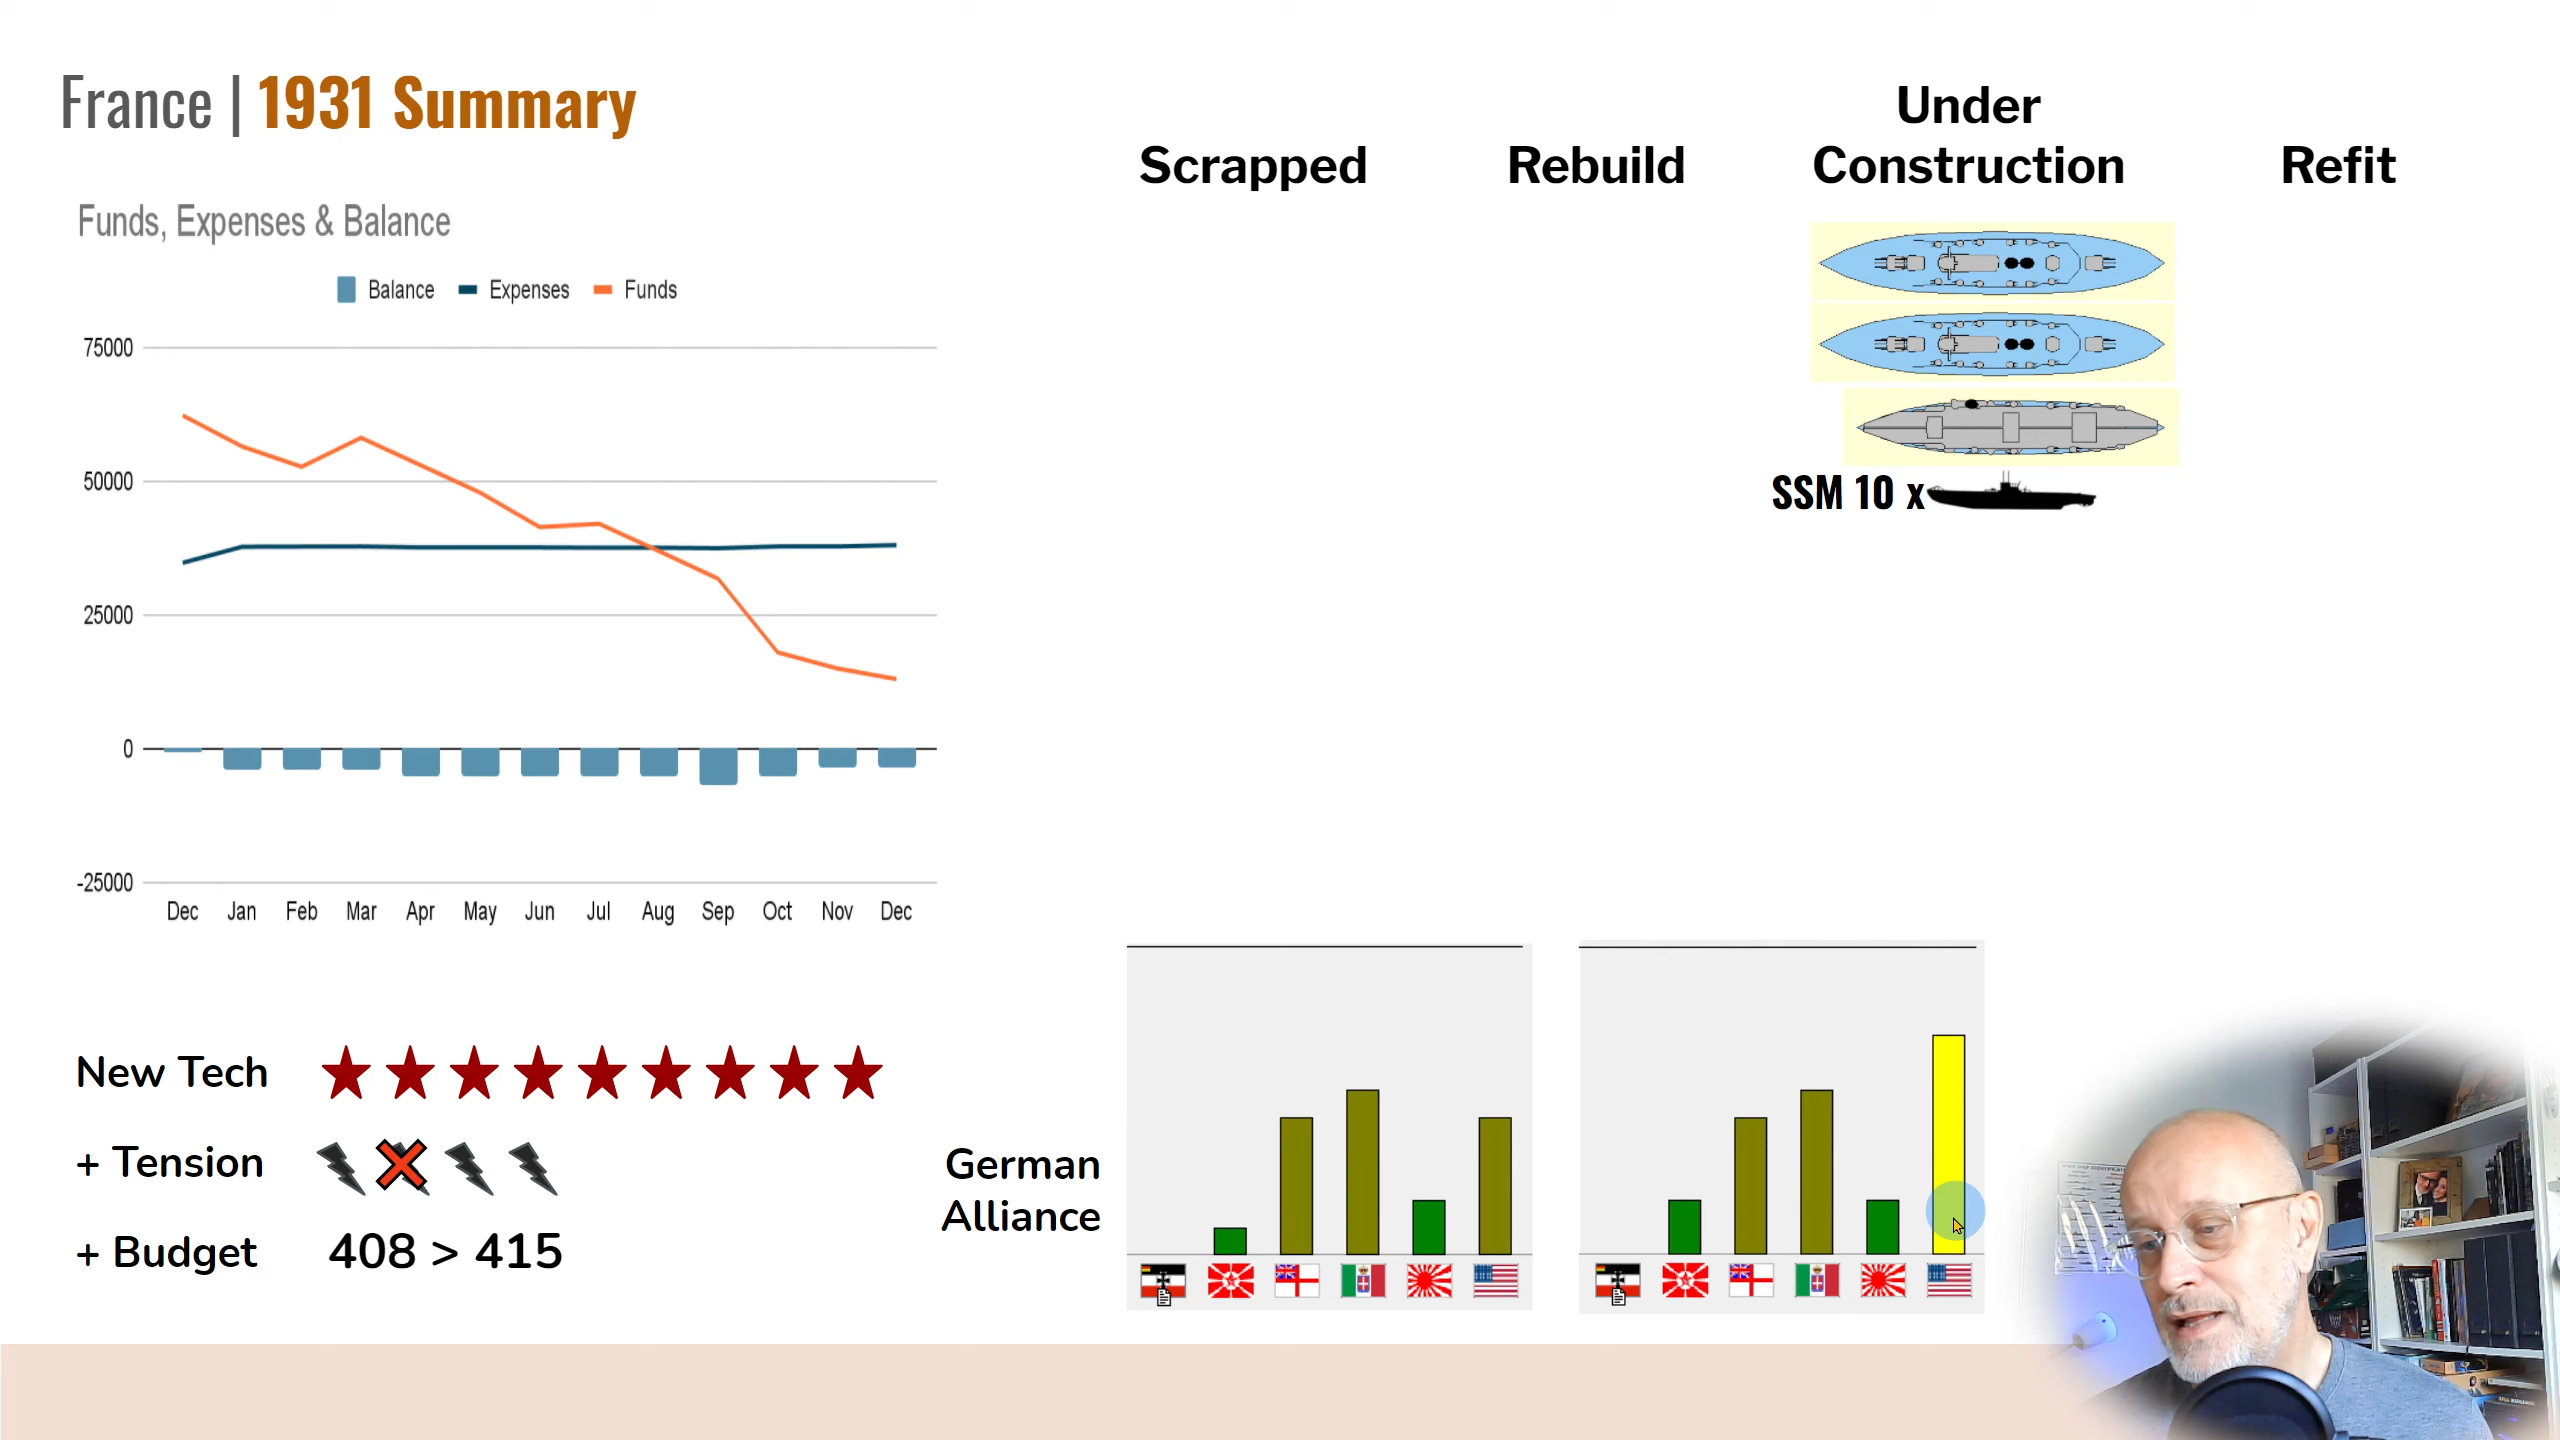 France | 1931 Summary
Funds, Expenses & Balance
Balance Expenses Funds
75000
50000
25000
0
-25000
Dec Jan Feb Mar Apr May Jun Jul Aug Sep Oct Nov Dec
New Tech
+ Tension
+ Budget 408 > 415
Scrapped
Rebuild
Under
Construction
Refit
SSM 10 x
German
Alliance